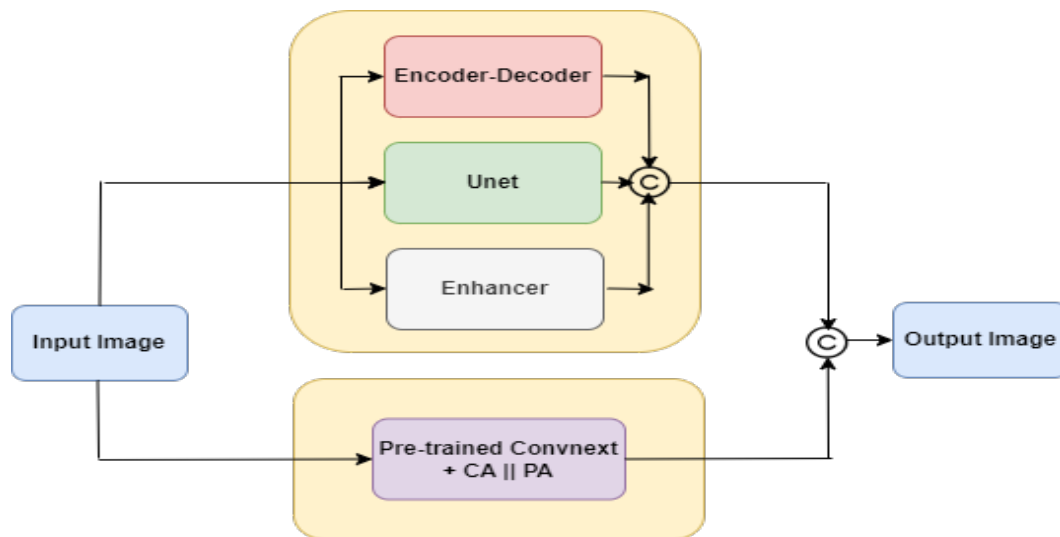 Encoder-Decoder
Unet
C
Enhancer
Input Image
C
Output Image
Pre-trained Convnext
+ CA || PA